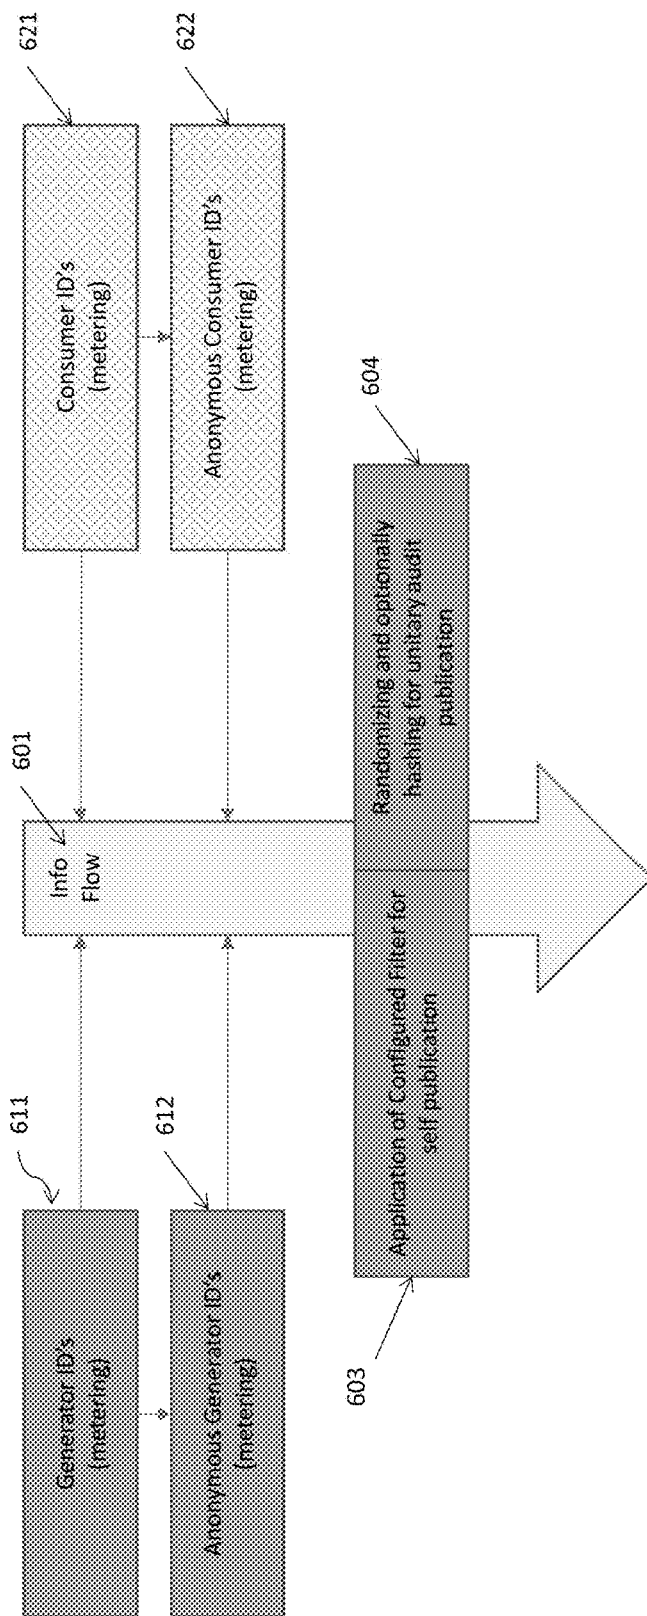 611
Generator ID's
(metering)
612
Anonymous Generator ID's
(metering)
601
Info
Flow
621
Consumer ID's
(metering)
622
Anonymous Consumer ID's
(metering)
603
Application of Configured Filter for
self publication
604
Randomizing and optionally
hashing for unitary audit
publication